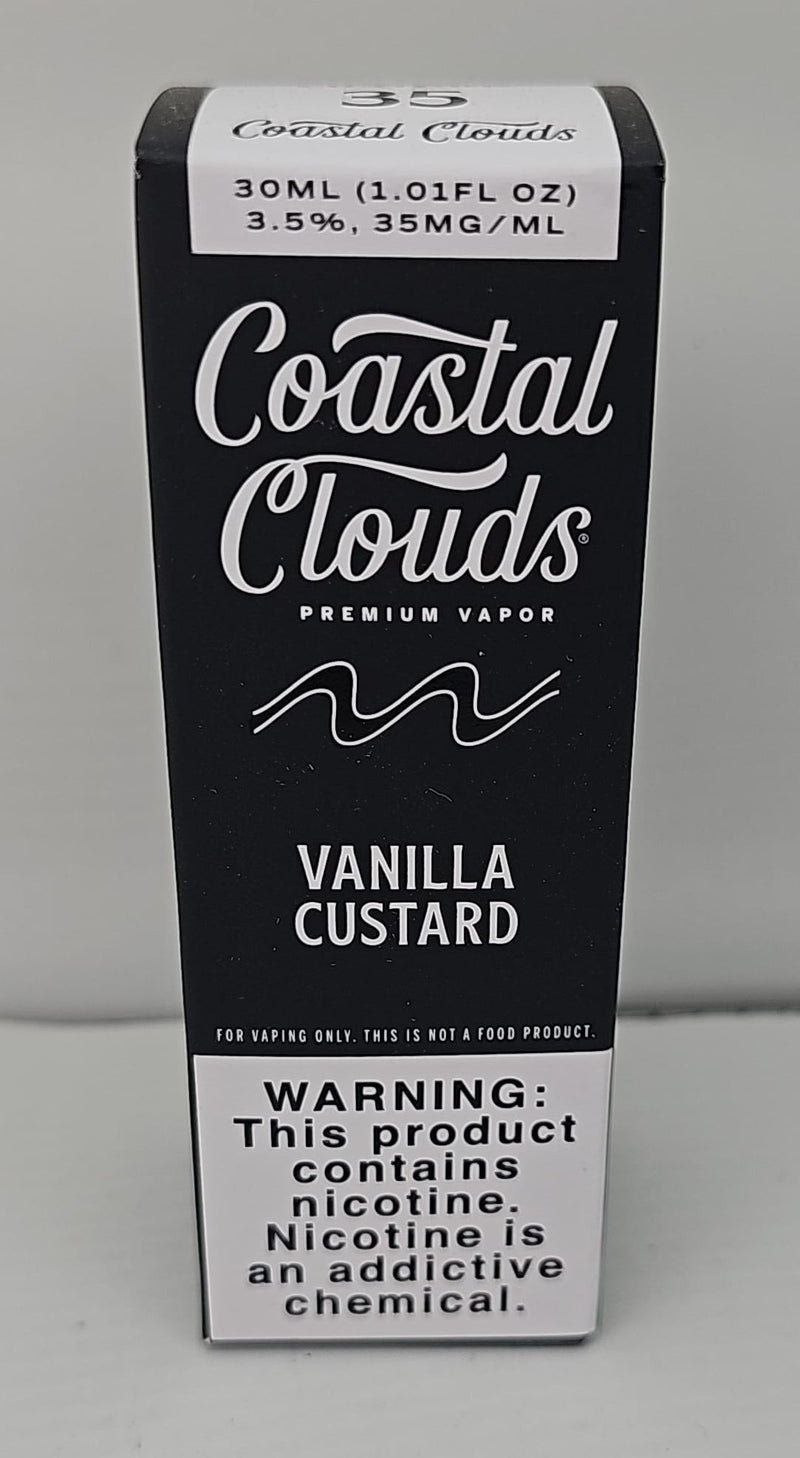 35
Coastal Clouds
30ML (1.01FL OZ)
3.5%, 35MG/ML
Coastal
Clouds®
PREMIUM VAPOR
VANILLA
CUSTARD
FOR VAPING ONLY. THIS IS NOT A FOOD PRODUCT.
WARNING:
This product
contains
nicotine.
Nicotine is
an addictive
chemical.